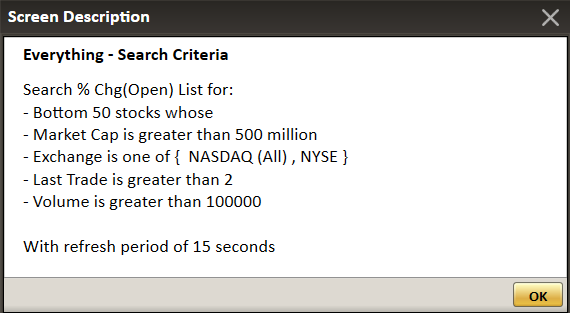 Screen Description
Everything - Search Criteria
Search % Chg(Open) List for:
- Bottom 50 stocks whose
- Market Cap is greater than 500 million
- Exchange is one of {  NASDAQ (All) , NYSE }
- Last Trade is greater than 2
- Volume is greater than 100000
With refresh period of 15 seconds
OK